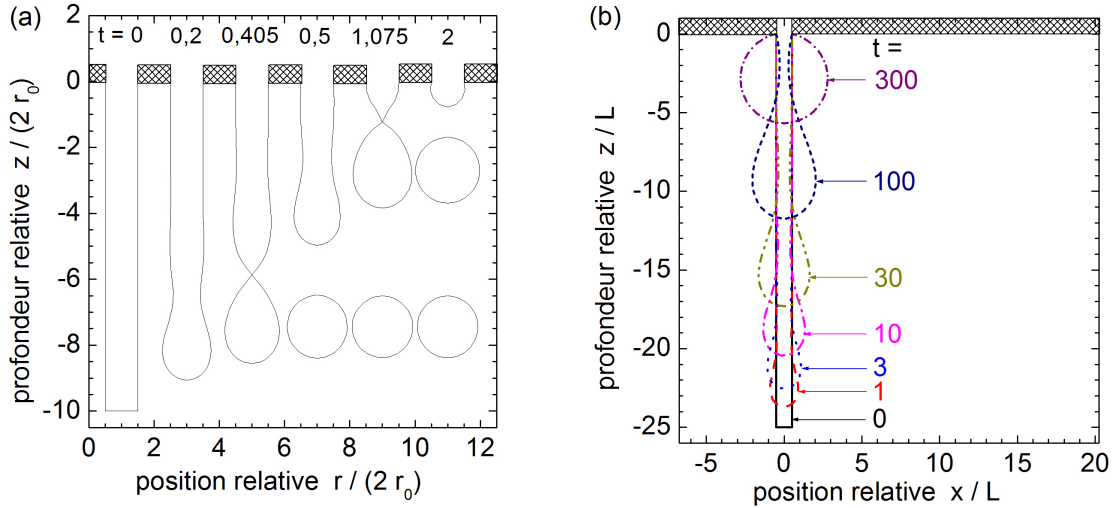 (a)
2
t = 0 0,2 0,405 0,5 1,075 2
0
-2
-4
-6
-8
-10
0 2 4 6 8 10 12
profondeur relative z / (2 r₀)
position relative r / (2 r₀)
(b)
0
-5
-10
-15
-20
-25
-5 0 5 10 15 20
profondeur relative z / L
position relative x / L
t =
300
100
30
10
3
1
0